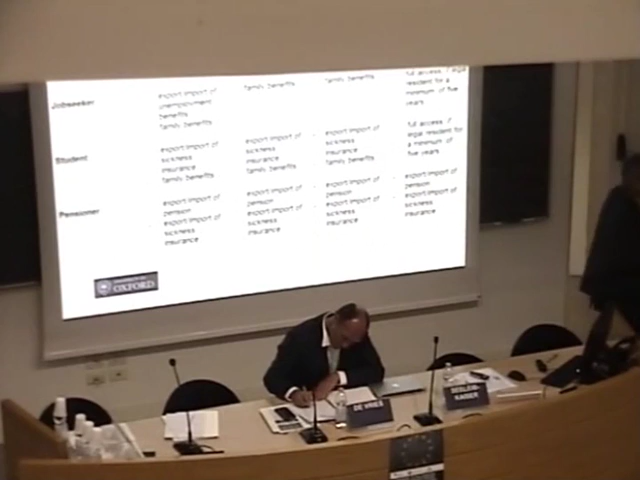 Jobseeker
export-import of
unemployment
benefits
family benefits
family benefits
family benefits
full access if legal
resident for a
minimum of five
years
Student
export-import of
sickness
insurance
family benefits
export-import of
sickness
insurance
family benefits
export-import of
sickness
insurance
family benefits
full access if
legal resident for
a minimum of
five years
Pensioner
export-import of
pension
export-import of
sickness
insurance
export-import of
pension
export-import of
sickness
insurance
export-import of
pension
export-import of
sickness
insurance
export-import of
pension
export-import of
sickness
insurance
UNIVERSITY OF
OXFORD
DE VRIES
KAISER